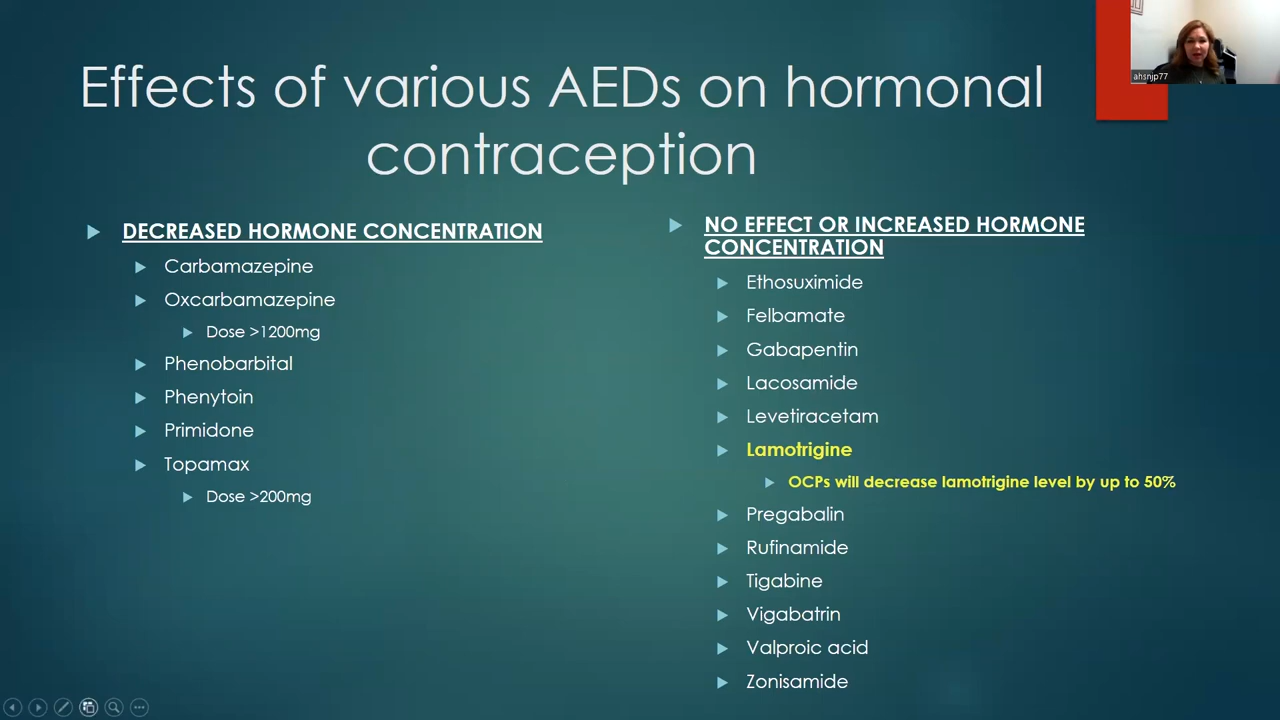 Effects of various AEDs on hormonal
contraception
ahsnjp77
DECREASED HORMONE CONCENTRATION
Carbamazepine
Oxcarbamazepine
Dose >1200mg
Phenobarbital
Phenytoin
Primidone
Topamax
Dose >200mg
NO EFFECT OR INCREASED HORMONE
CONCENTRATION
Ethosuximide
Felbamate
Gabapentin
Lacosamide
Levetiracetam
Lamotrigine
OCPs will decrease lamotrigine level by up to 50%
Pregabalin
Rufinamide
Tigabine
Vigabatrin
Valproic acid
Zonisamide